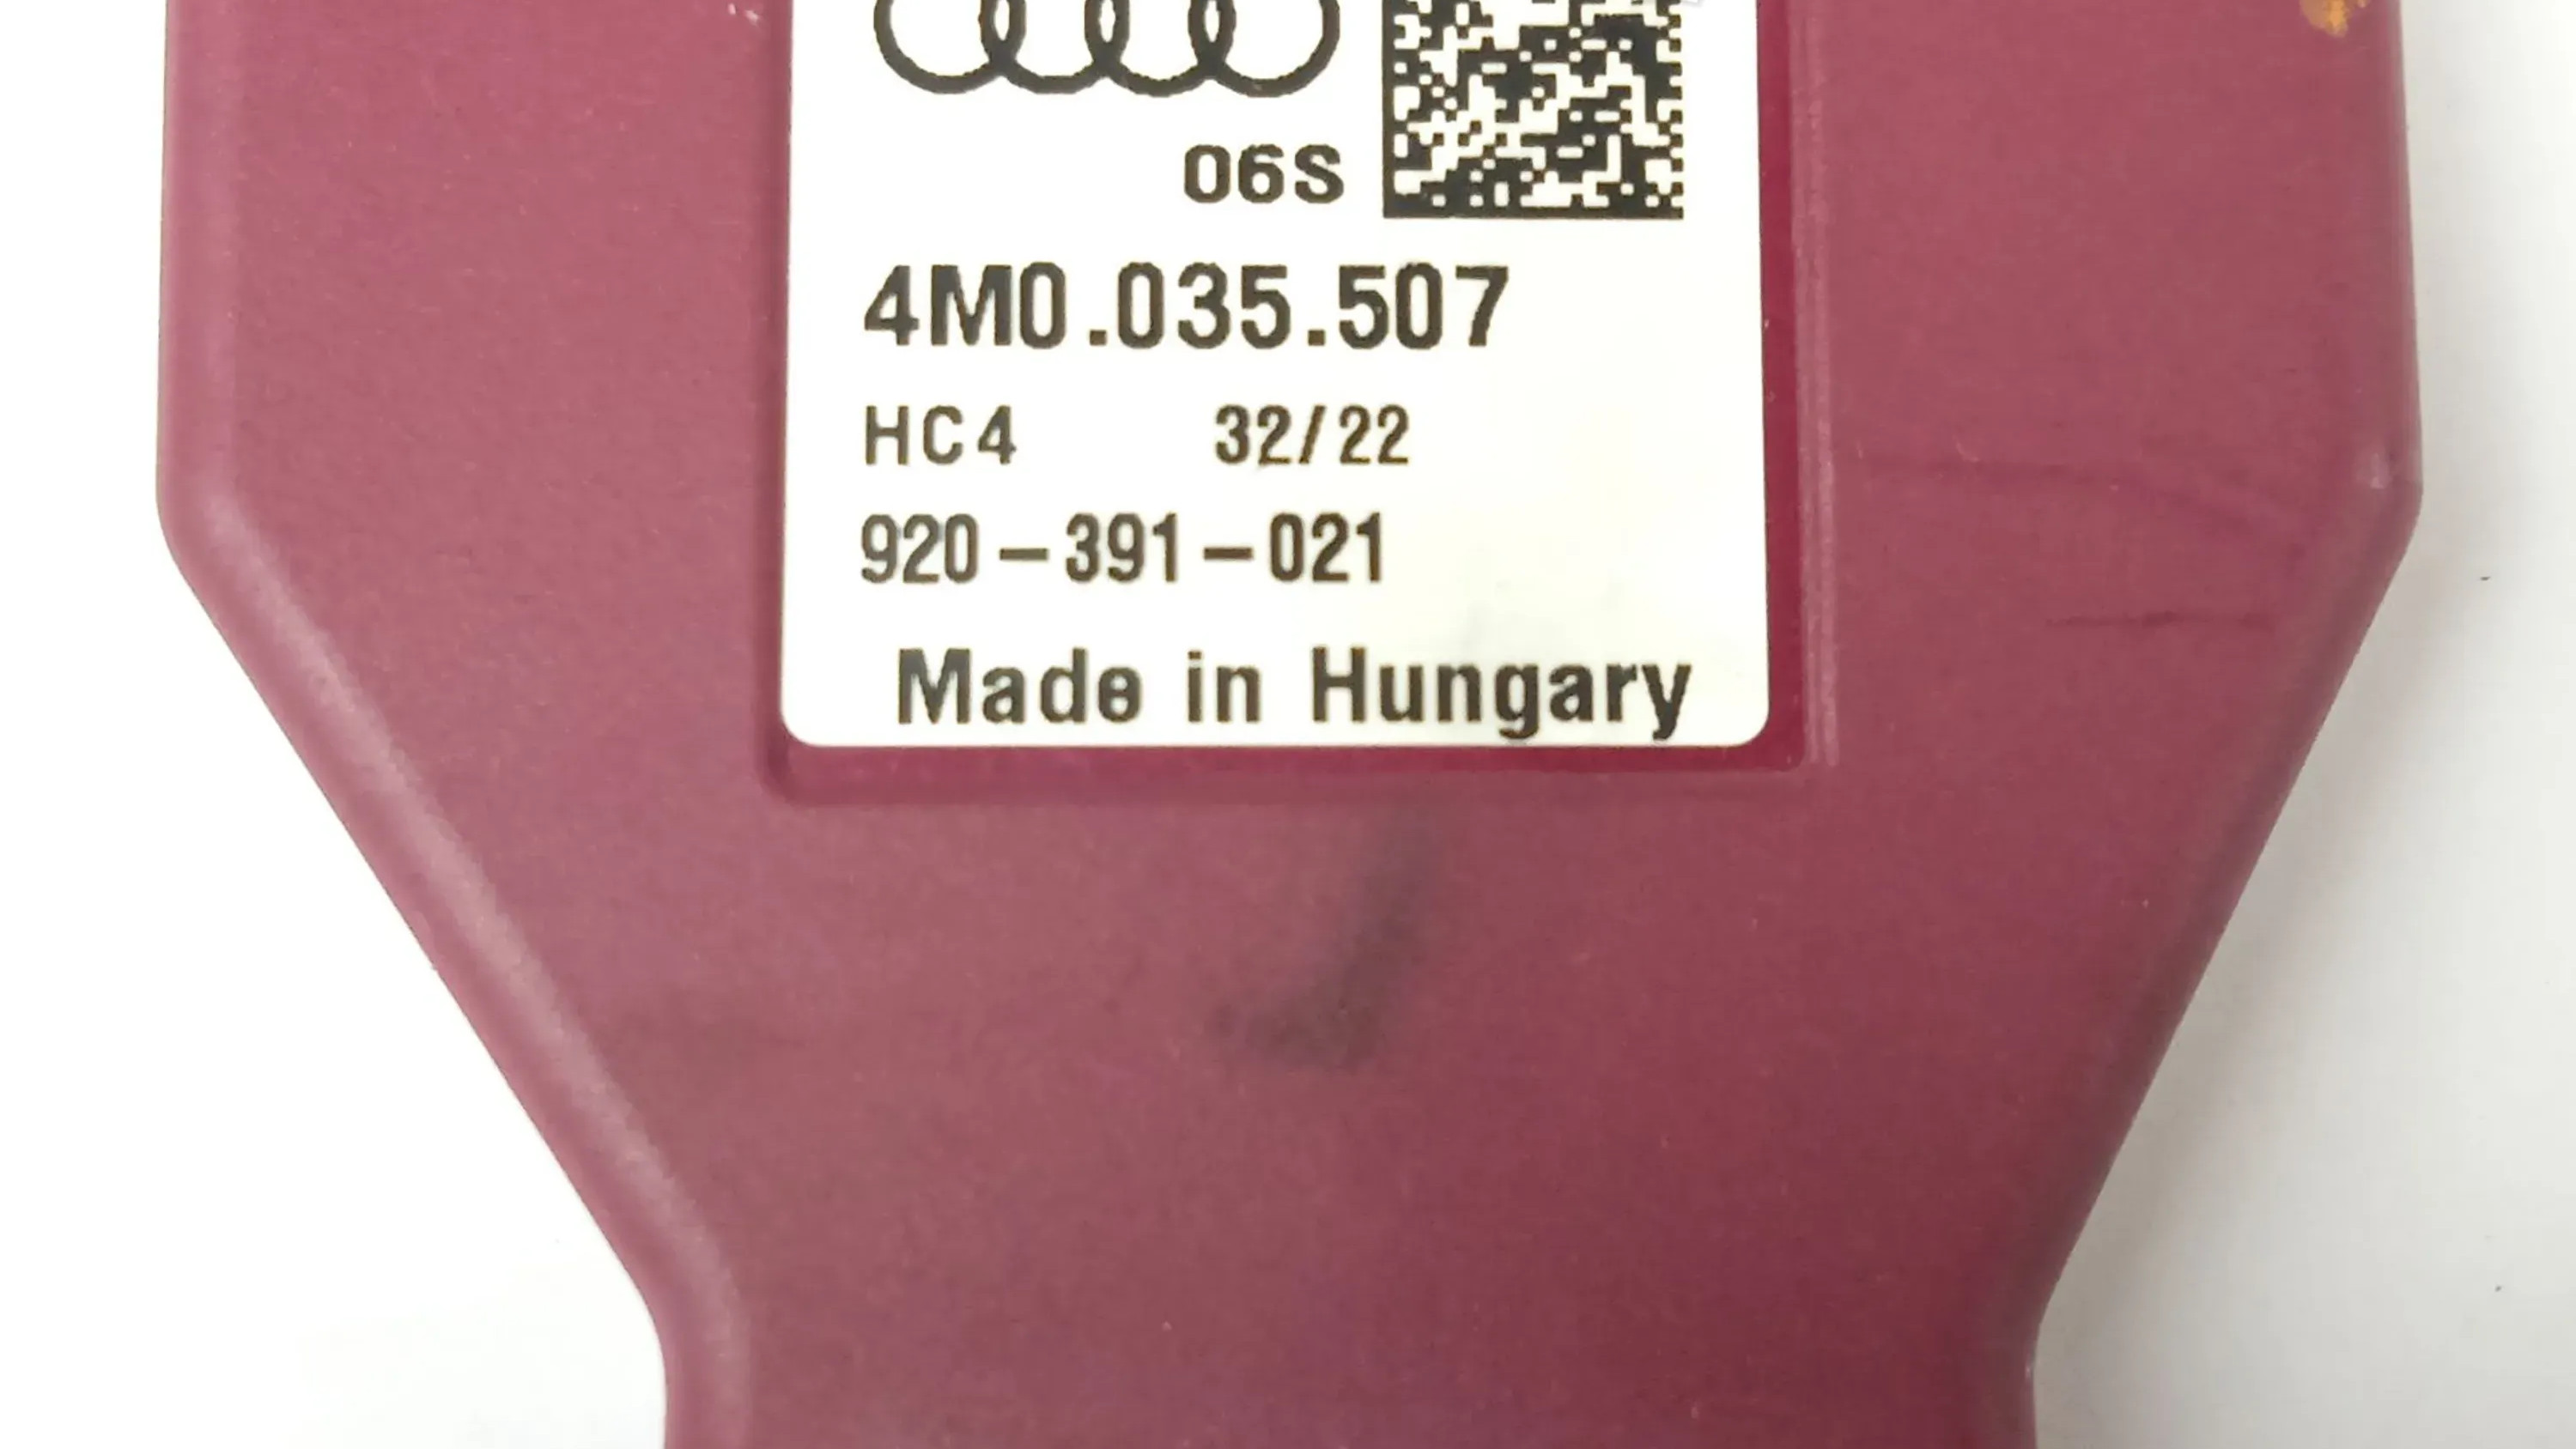 06S
4M0.035.507
HC4 32/22
920-391-021
Made in Hungary